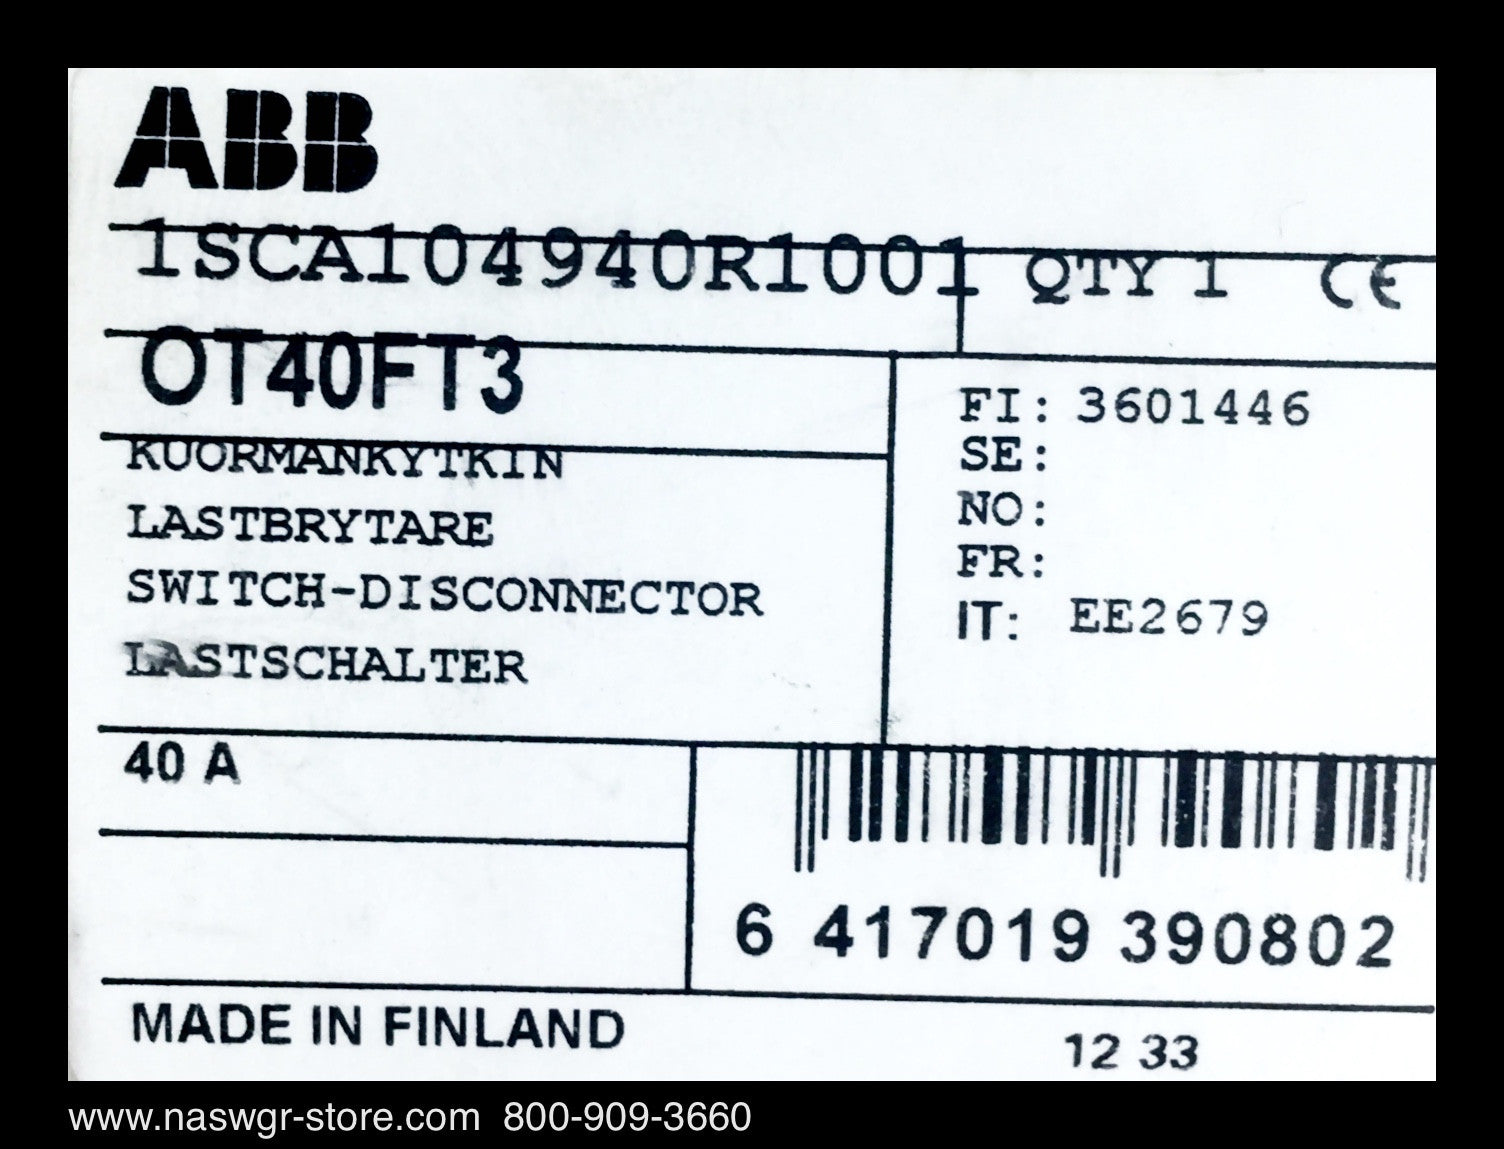 ABB
1SCA104940R1001 QTY 1 CE
OT40FT3
KUORMANKYTKIN
LASTBRYTARE
SWITCH-DISCONNECTOR
LASTSCHALTER
FI: 3601446
SE:
NO:
FR:
IT: EE2679
40 A
6 417019 390802
MADE IN FINLAND
12 33
www.naswgr-store.com 800-909-3660